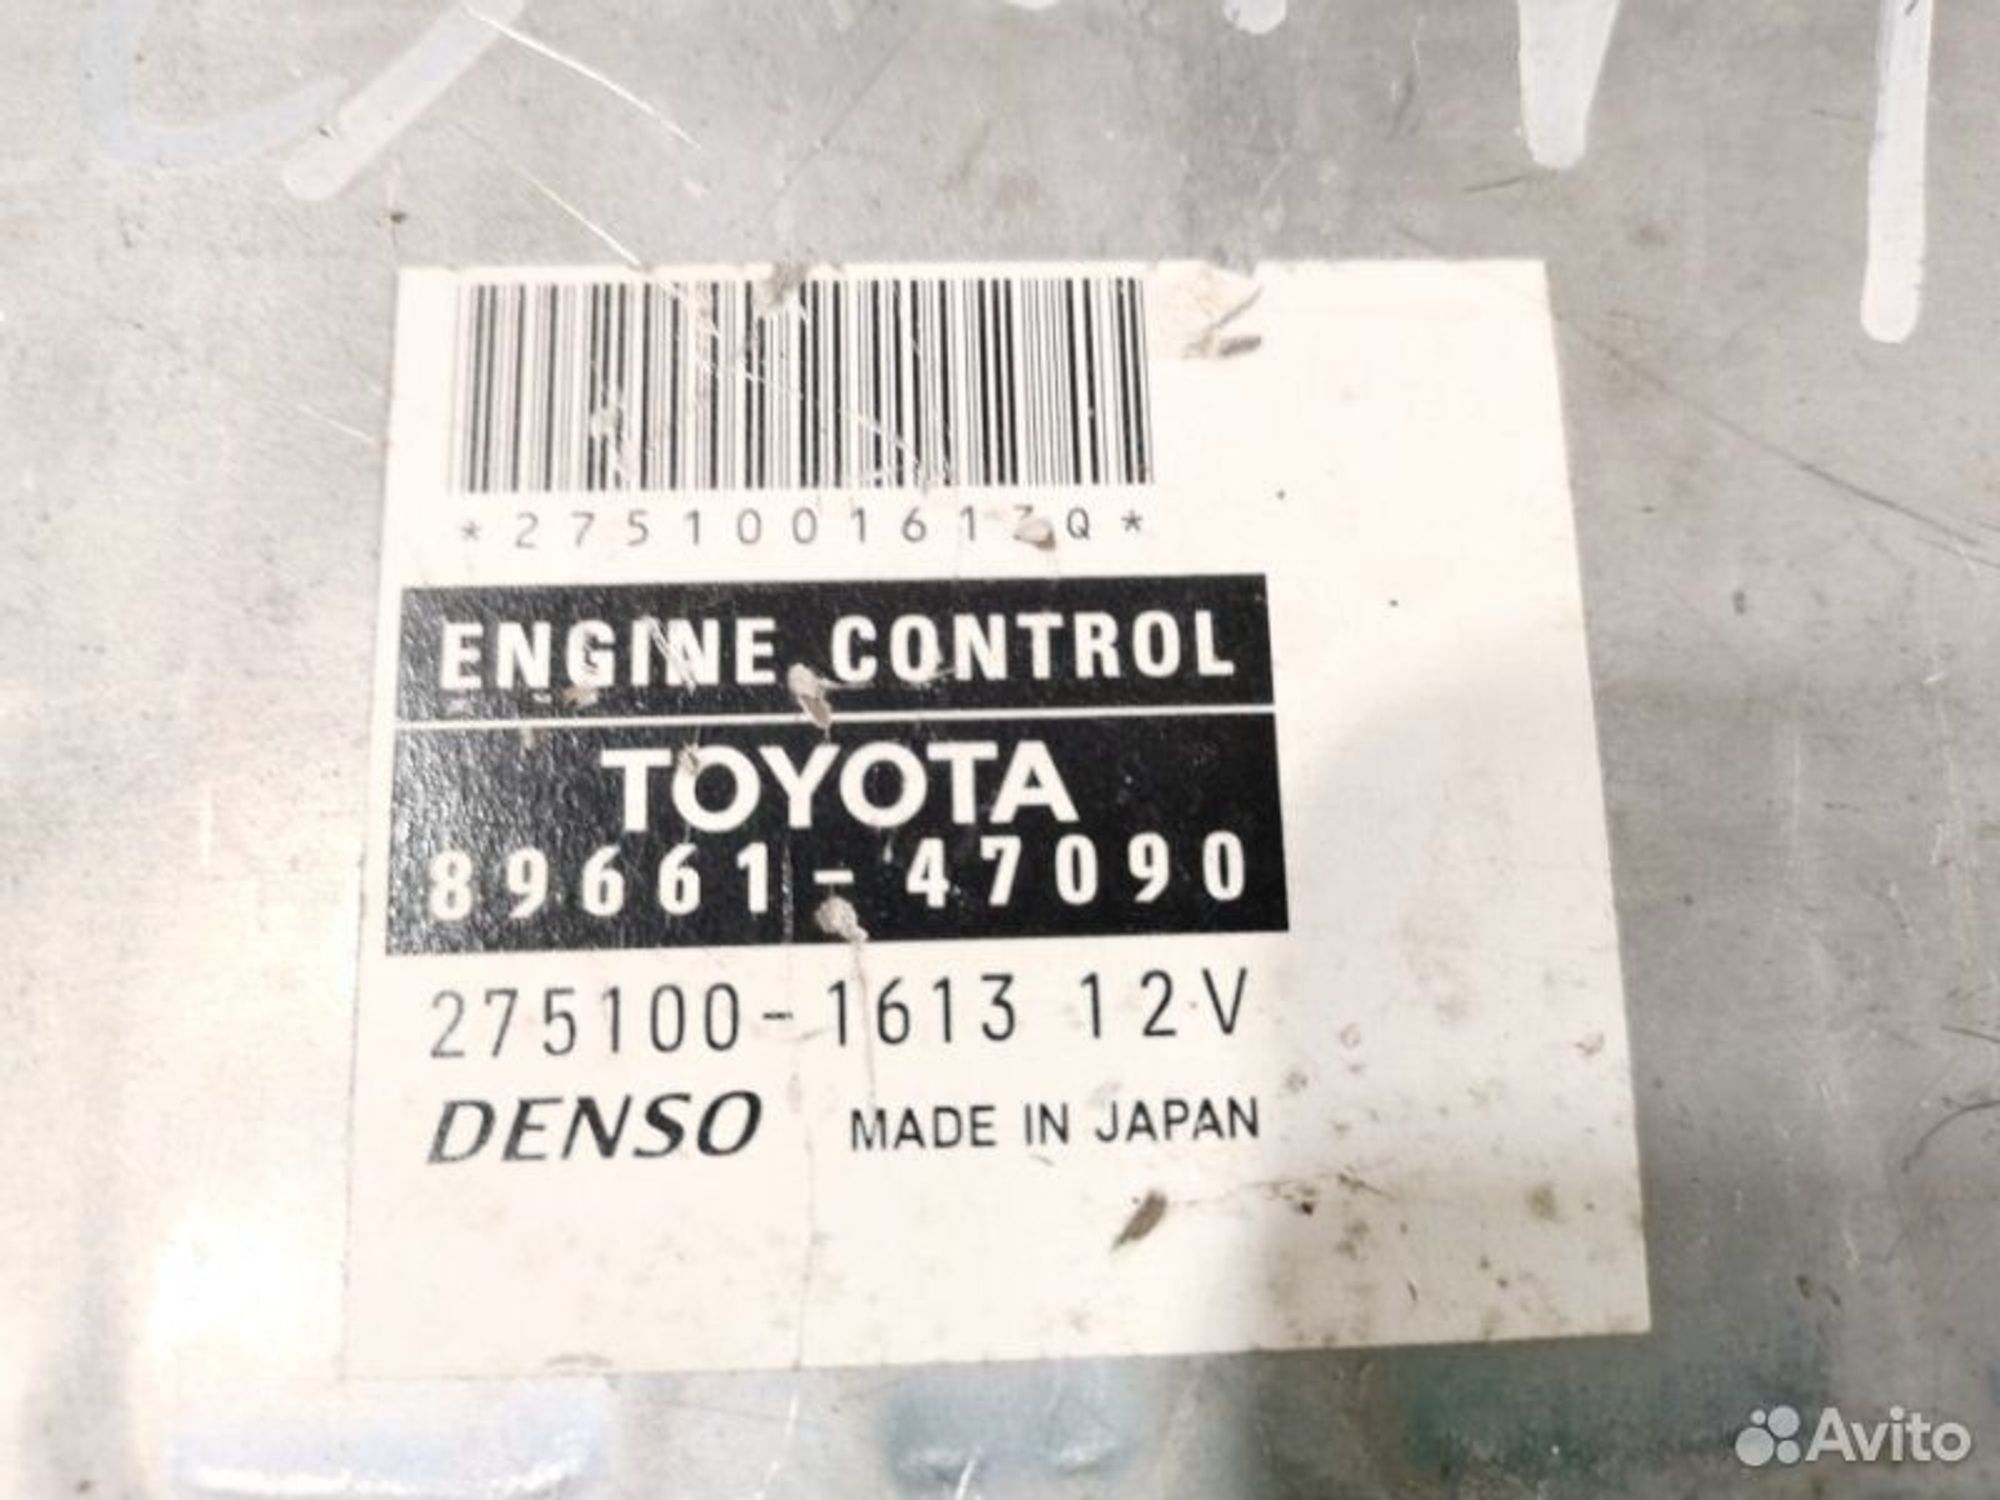 *2751001613Q*
ENGINE CONTROL
TOYOTA
89661-47090
275100-1613 12V
DENSO MADE IN JAPAN
Avito